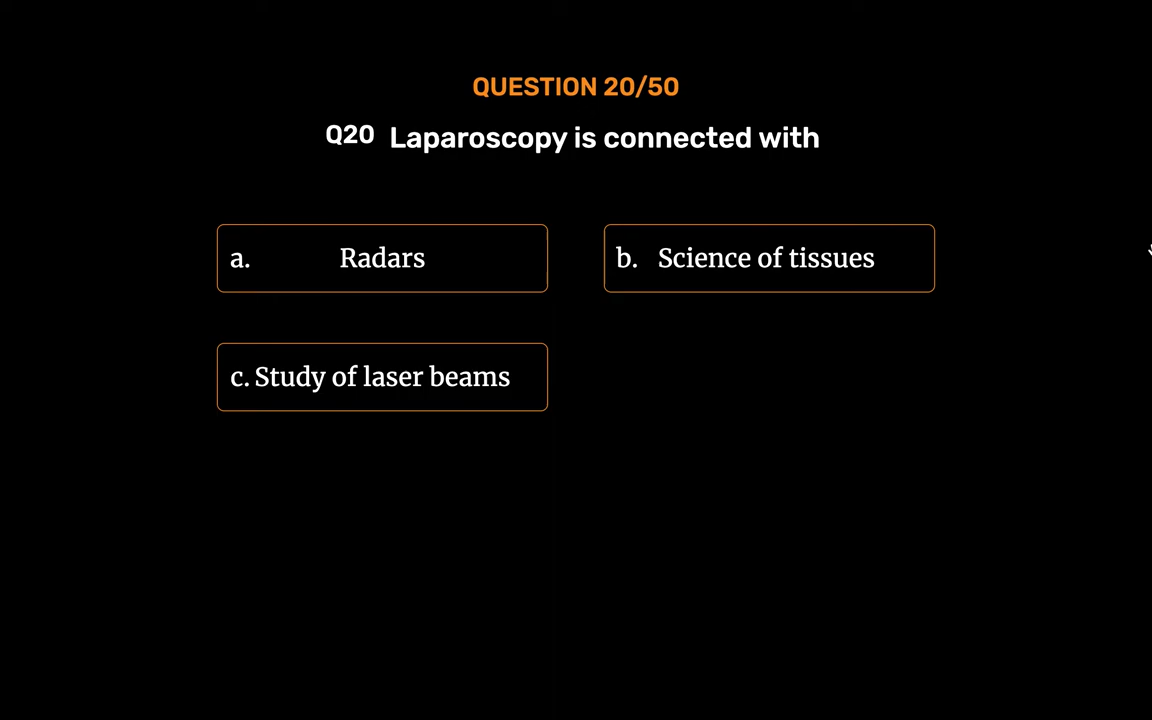 QUESTION 20/50
Q20 Laparoscopy is connected with
a. Radars
b. Science of tissues
c. Study of laser beams